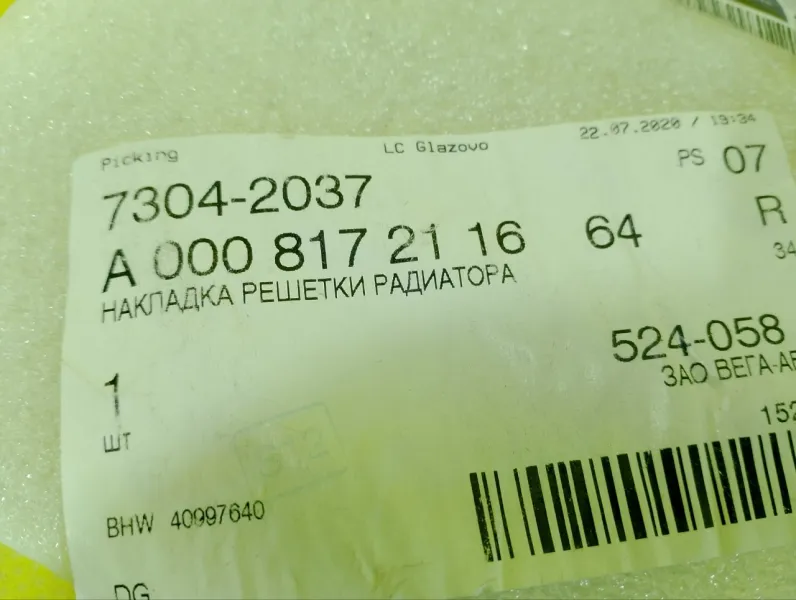 Picking LC Glazovo 22.07.2020 / 19:34
7304-2037 PS 07
A 000 817 21 16 64 R
НАКЛАДКА РЕШЕТКИ РАДИАТОРА 34
524-058
1 ЗАО ВЕГА-АВ
шт 152
BHW 40997640
DG